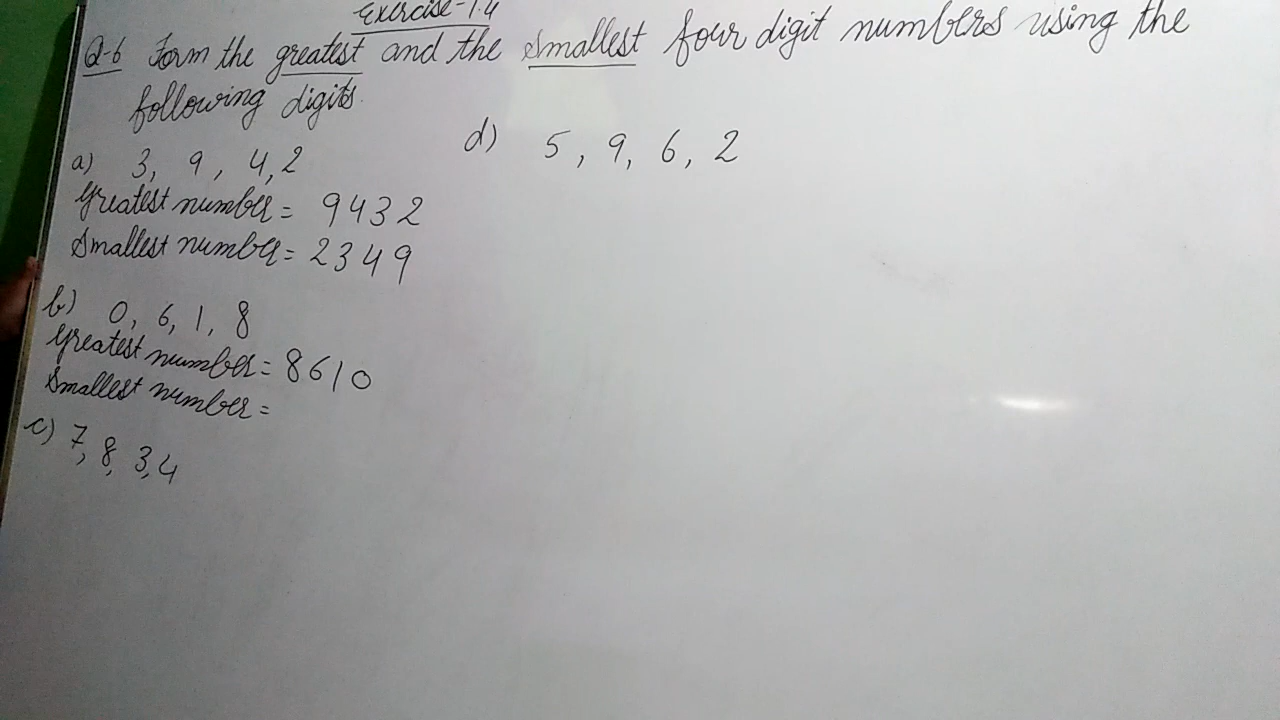 Exercise-1.4
Q-6 Form the greatest and the smallest four digit numbers using the
following digits.
a) 3, 9, 4, 2
Greatest number = 9432
Smallest number = 2349
b) 0, 6, 1, 8
Greatest number = 8610
Smallest number =
c) 7, 8, 3, 4
d) 5, 9, 6, 2